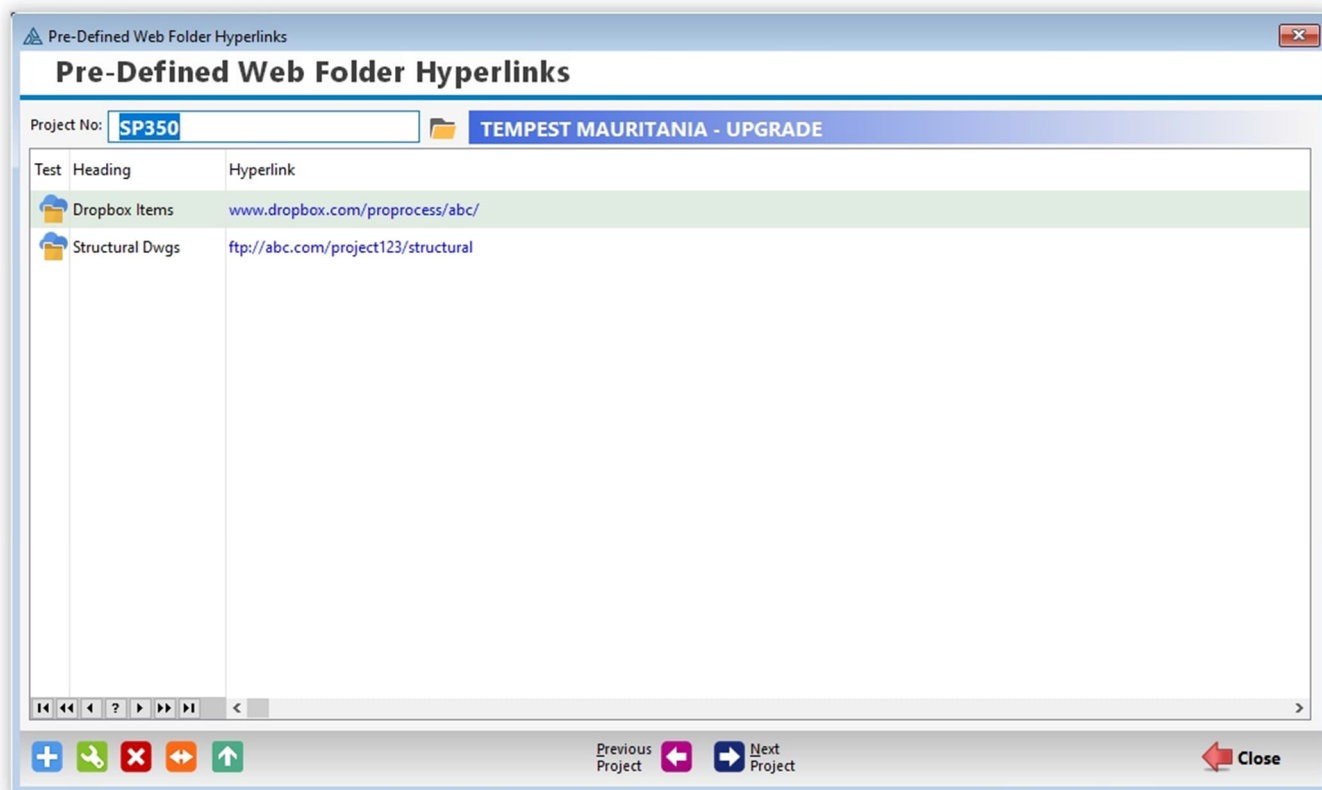 Pre-Defined Web Folder Hyperlinks
Pre-Defined Web Folder Hyperlinks
Project No: SP350 TEMPEST MAURITANIA - UPGRADE
Test Heading Hyperlink
Dropbox Items www.dropbox.com/proprocess/abc/
Structural Dwgs ftp://abc.com/project123/structural
?
Previous Project Next Project Close